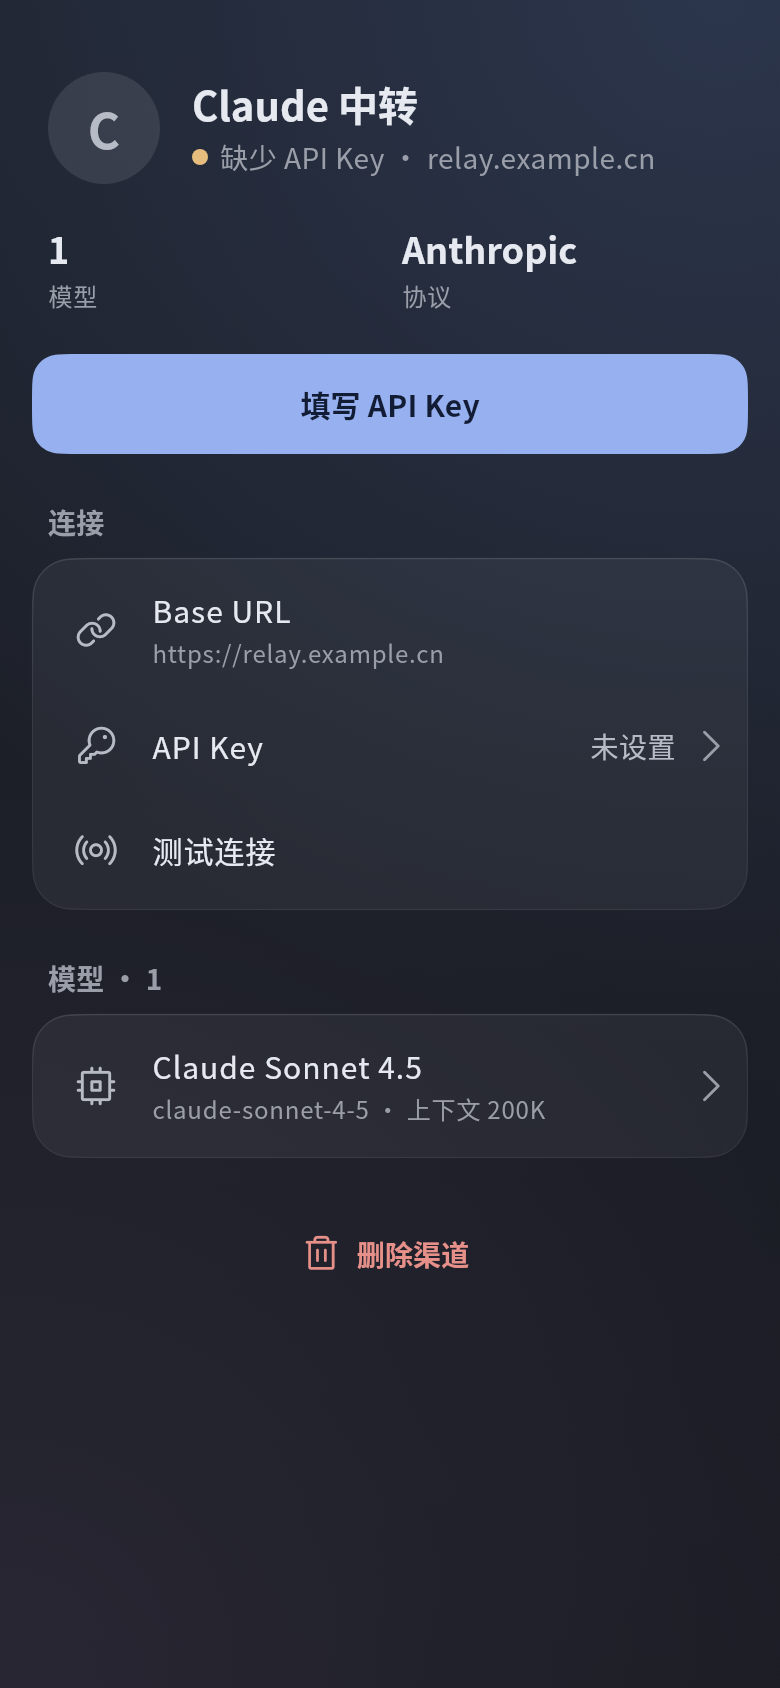 C
Claude 中转
缺少 API Key · relay.example.cn
1
模型
Anthropic
协议
填写 API Key
连接
Base URL
https://relay.example.cn
API Key
未设置
测试连接
模型 · 1
Claude Sonnet 4.5
claude-sonnet-4-5 · 上下文 200K
删除渠道